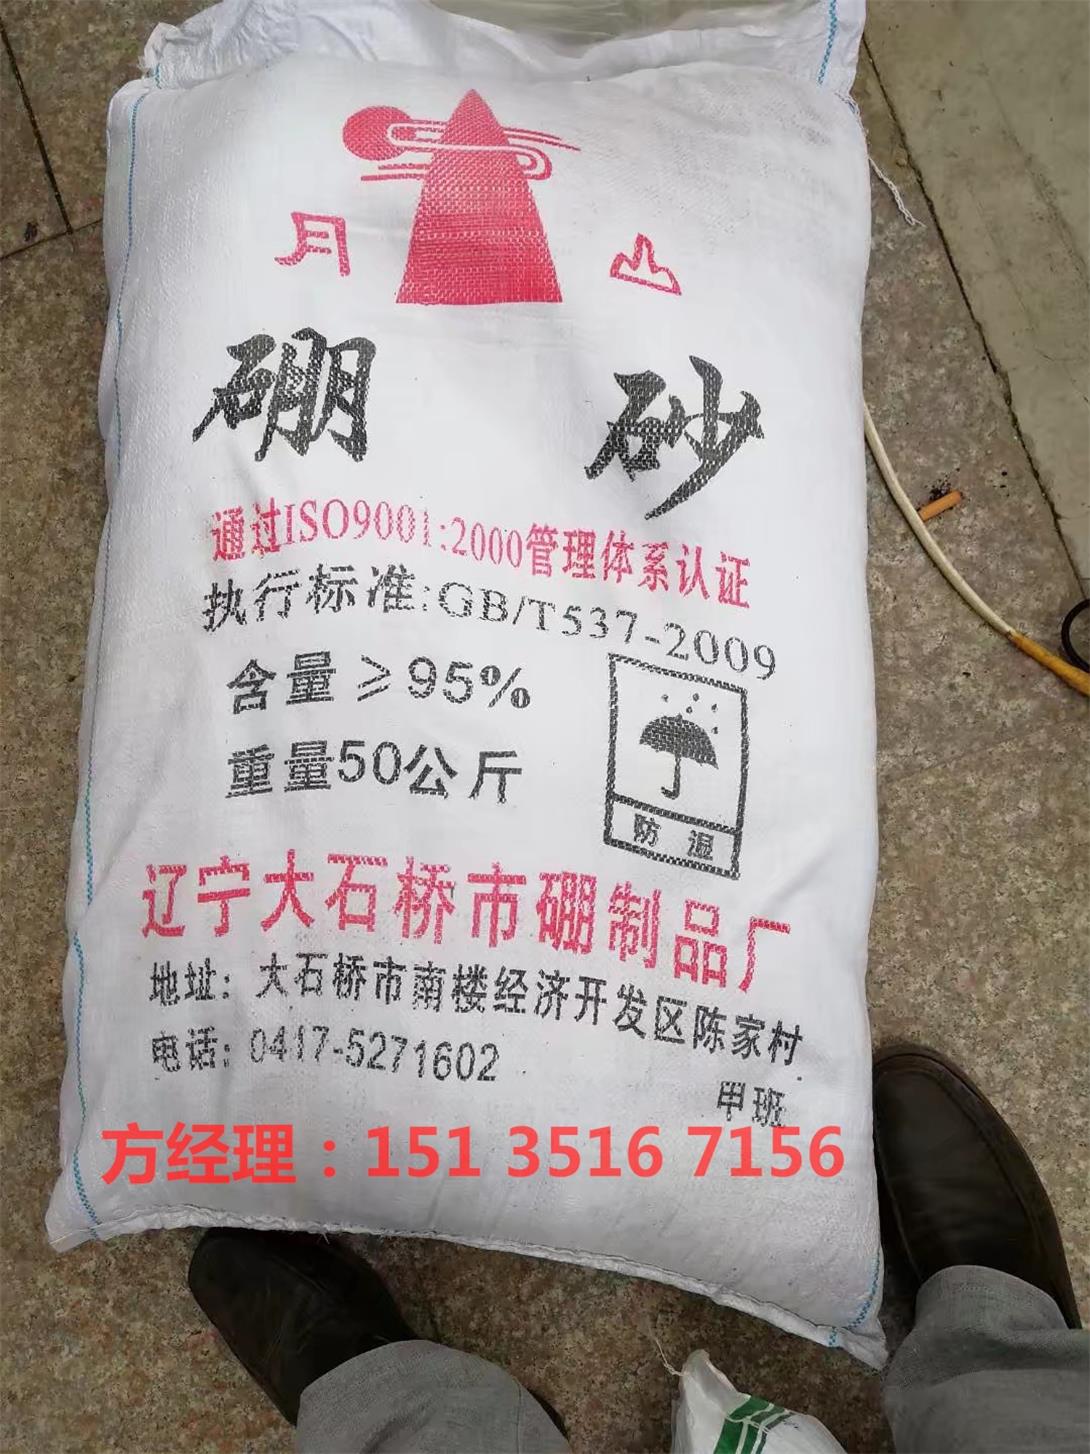 月 山
硼 砂
通过ISO9001:2000管理体系认证
执行标准:GB/T537-2009
含量≥95%
重量50公斤
防 湿
辽宁大石桥市硼制品厂
地址：大石桥市南楼经济开发区陈家村
电话：0417-5271602
甲班
方经理：151 3516 7156